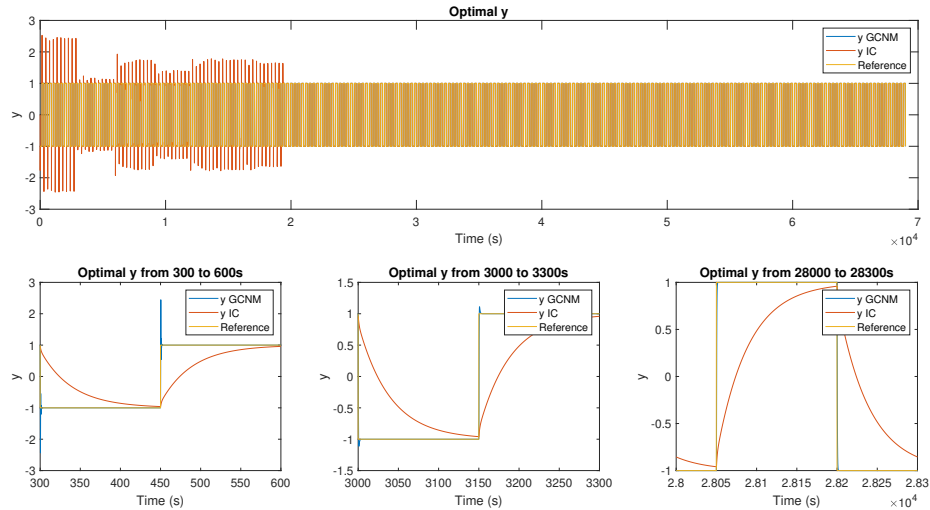 Optimal y
3
2
1
0
-1
-2
-3
y
y GCNM
y IC
Reference
0
1
2
3
4
5
6
7
Time (s)
×10^4
Optimal y from 300 to 600s
3
2
1
0
-1
-2
-3
y
y GCNM
y IC
Reference
300
350
400
450
500
550
600
Time (s)
Optimal y from 3000 to 3300s
1.5
1
0.5
0
-0.5
-1
-1.5
y
y GCNM
y IC
Reference
3000
3050
3100
3150
3200
3250
3300
Time (s)
Optimal y from 28000 to 28300s
1
0.5
0
-0.5
-1
y
y GCNM
y IC
Reference
2.8
2.805
2.81
2.815
2.82
2.825
2.83
Time (s)
×10^4